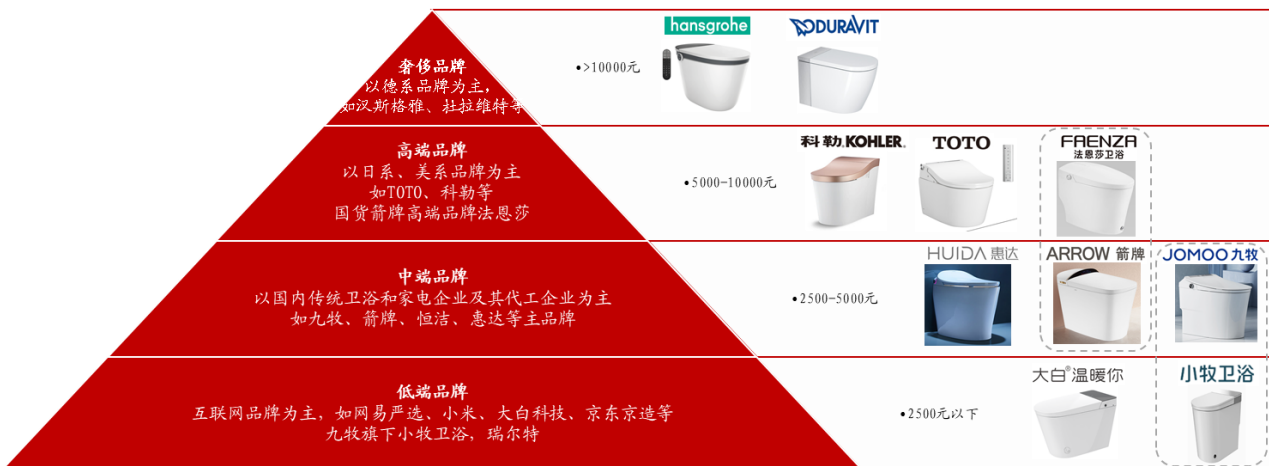 hansgrohe
DURAVIT
奢侈品牌
以德系品牌为主，
如汉斯格雅、杜拉维特等
•>10000元
高端品牌
以日系、美系品牌为主
如TOTO、科勒等
国货箭牌高端品牌法恩莎
•5000-10000元
科勒.KOHLER.
TOTO
FAENZA
法恩莎卫浴
中端品牌
以国内传统卫浴和家电企业及其代工企业为主
如九牧、箭牌、恒洁、惠达等主品牌
•2500-5000元
HUIDA 惠达
ARROW 箭牌
JOMOO 九牧
低端品牌
互联网品牌为主，如网易严选、小米、大白科技、京东京造等
九牧旗下小牧卫浴，瑞尔特
•2500元以下
大白®温暖你
小牧卫浴